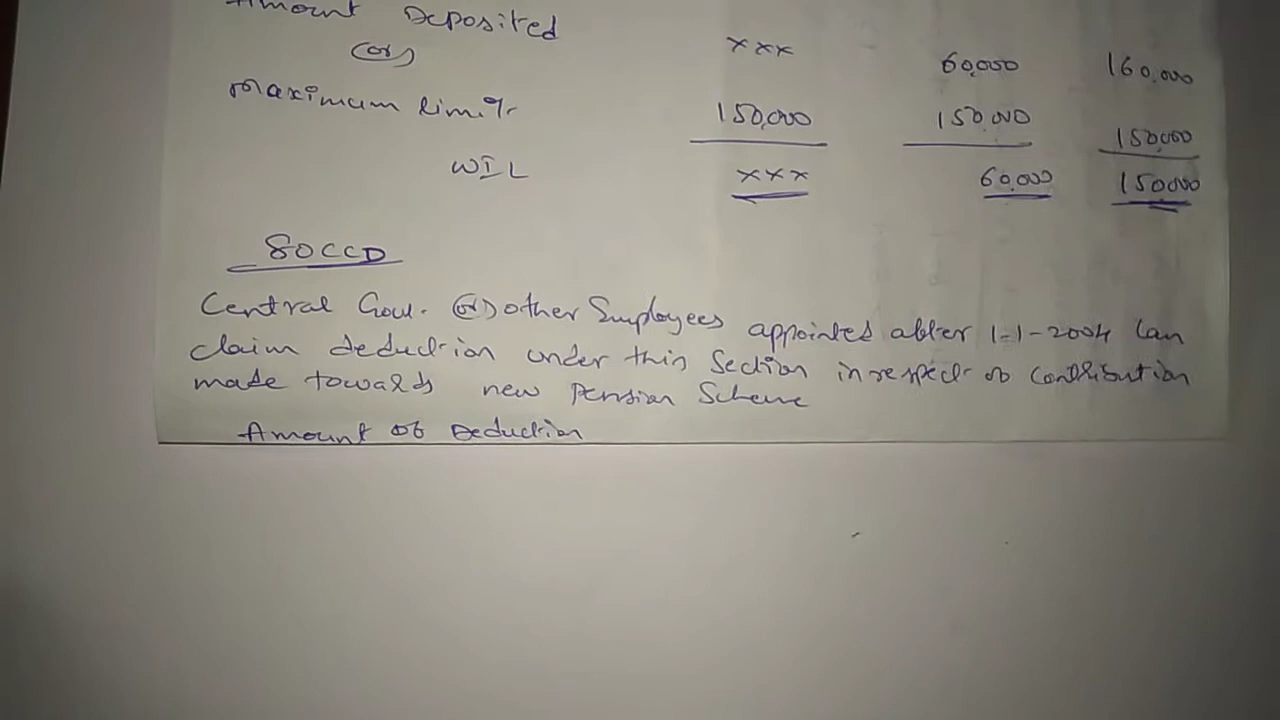 Amount Deposited
(or)
xxx 60,000 160,000
Maximum limit 150,000 150,000 150,000
WIL xxx 60,000 150000
80CCD
Central Govt. (or) other Employees appointed after 1-1-2004 Can
claim deduction under this Section in respect of contribution
made towards new Pension Scheme
Amount of Deduction